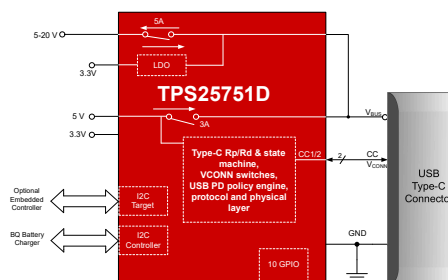 5A
5-20 V
LDO
3.3V
TPS25751D
5 V
3A
3.3V
VBUS
Type-C Rp/Rd & state
machine,
VCONN switches,
USB PD policy engine,
protocol and physical
layer
CC1/2
2
CC
VCONN
USB
Type-C
Connecto
Optional
Embedded
Controller
I2C
Target
BQ Battery
Charger
I2C
Controller
GND
10 GPIO